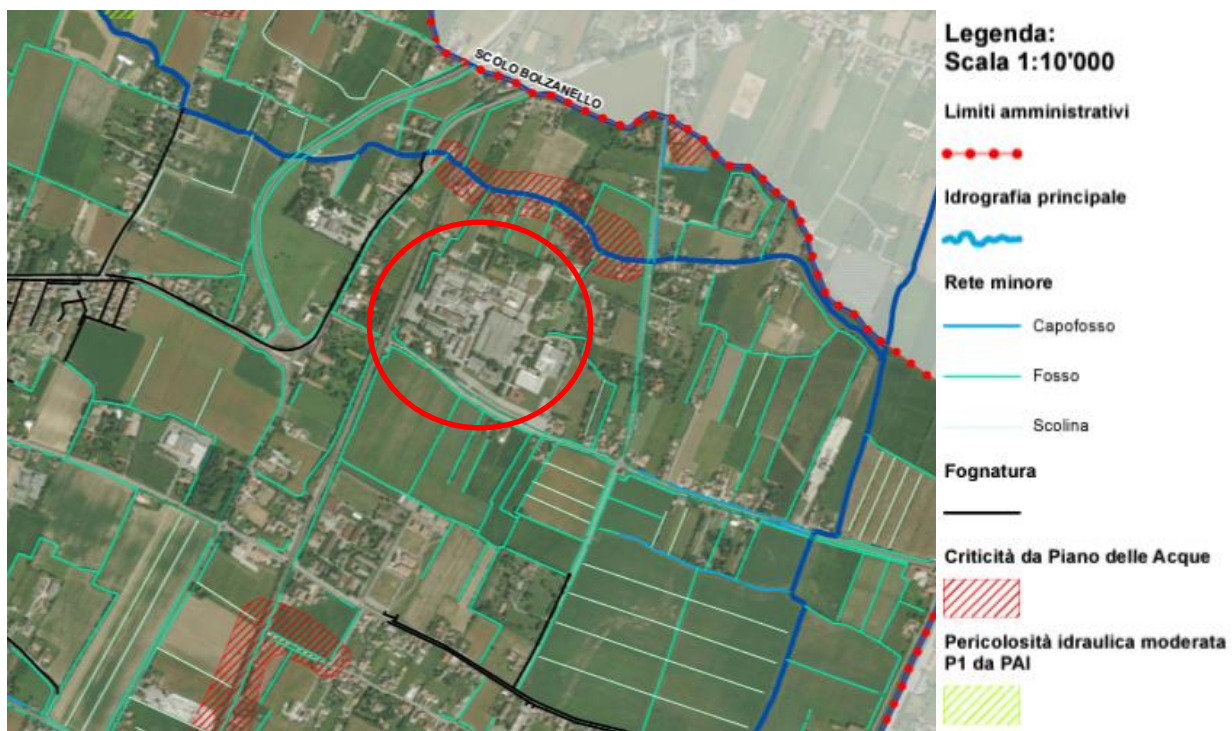 SCOLO BOLZANELLO
Legenda:
Scala 1:10'000
Limiti amministrativi
Idrografia principale
Rete minore
Capofosso
Fosso
Scolina
Fognatura
Criticità da Piano delle Acque
Pericolosità idraulica moderata
P1 da PAI